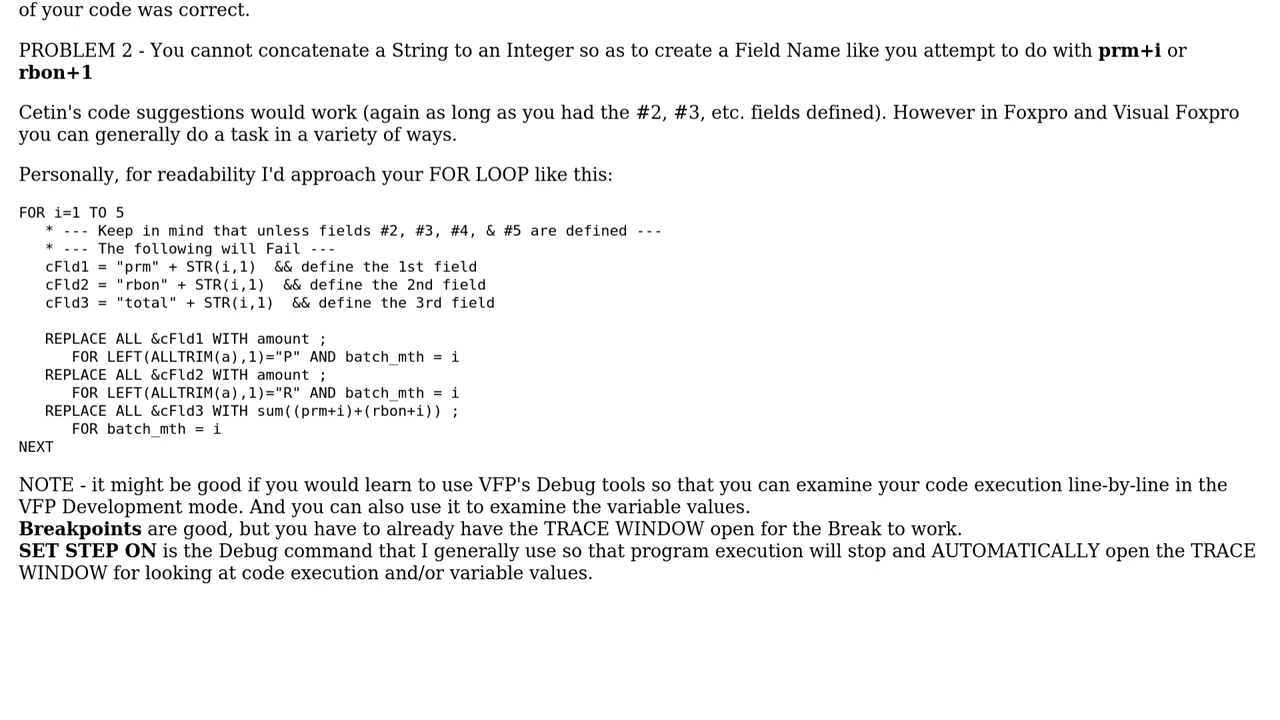 of your code was correct.
PROBLEM 2 - You cannot concatenate a String to an Integer so as to create a Field Name like you attempt to do with prm+i or
rbon+1
Cetin's code suggestions would work (again as long as you had the #2, #3, etc. fields defined). However in Foxpro and Visual Foxpro
you can generally do a task in a variety of ways.
Personally, for readability I'd approach your FOR LOOP like this:
FOR i=1 TO 5
   * --- Keep in mind that unless fields #2, #3, #4, & #5 are defined ---
   * --- The following will Fail ---
   cFld1 = "prm" + STR(i,1)  && define the 1st field
   cFld2 = "rbon" + STR(i,1)  && define the 2nd field
   cFld3 = "total" + STR(i,1)  && define the 3rd field
   REPLACE ALL &cFld1 WITH amount ;
      FOR LEFT(ALLTRIM(a),1)="P" AND batch_mth = i
   REPLACE ALL &cFld2 WITH amount ;
      FOR LEFT(ALLTRIM(a),1)="R" AND batch_mth = i
   REPLACE ALL &cFld3 WITH sum((prm+i)+(rbon+i)) ;
      FOR batch_mth = i
NEXT
NOTE - it might be good if you would learn to use VFP's Debug tools so that you can examine your code execution line-by-line in the
VFP Development mode. And you can also use it to examine the variable values.
Breakpoints are good, but you have to already have the TRACE WINDOW open for the Break to work.
SET STEP ON is the Debug command that I generally use so that program execution will stop and AUTOMATICALLY open the TRACE
WINDOW for looking at code execution and/or variable values.